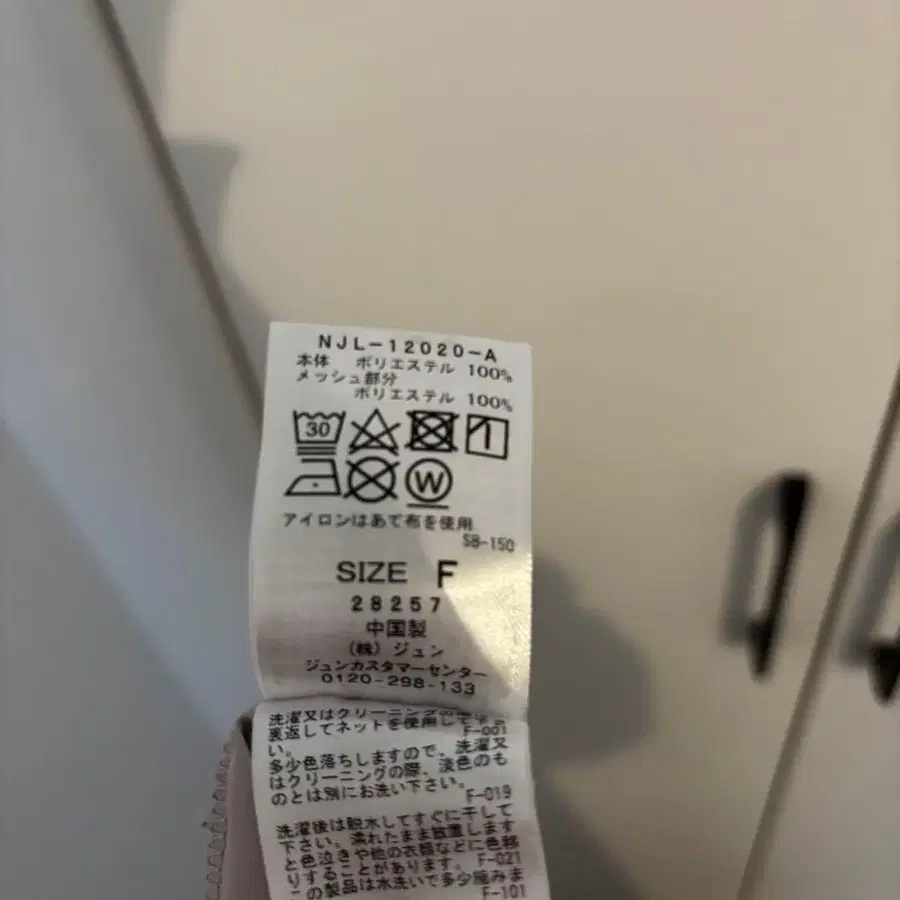 NJL-12020-A
本体 ポリエステル 100%
メッシュ部分
ポリエステル 100%
30
W
アイロンはあて布を使用
SB-150
SIZE F
28257
中国製
(株) ジュン
ジュンカスタマーセンター
0120-298-133
洗濯又はクリーニング
裏返してネットを使用して下さ
い。
F-001
多少色落ちしますので、洗濯又
はクリーニングの際、淡色のも
のとは別にお洗い下さい。
F-019
洗濯後は脱水してすぐに干して
下さい。濡れたまま放置します
と色泣きや他の衣類などに色移
りすることがあります。 F-021
この製品は水洗いで多少縮みま
F-101